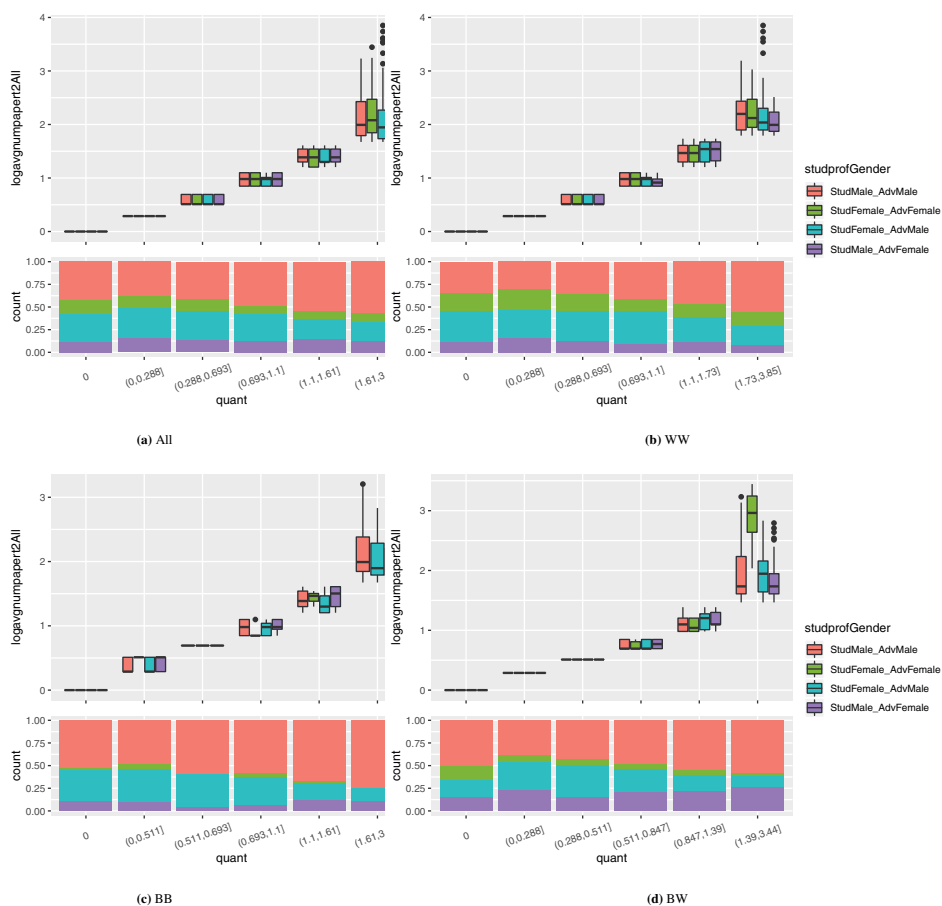 logavgnumpapert2All
4
3
2
1
0
count
1.00
0.75
0.50
0.25
0.00
0
(0,0.288]
(0.288,0.693]
(0.693,1.1]
(1.1,1.61]
(1.61,3
quant
(a) All
logavgnumpapert2All
4
3
2
1
0
count
1.00
0.75
0.50
0.25
0.00
0
(0,0.288]
(0.288,0.693]
(0.693,1.1]
(1.1,1.73]
(1.73,3.85]
quant
(b) WW
studprofGender
StudMale_AdvMale
StudFemale_AdvFemale
StudFemale_AdvMale
StudMale_AdvFemale
logavgnumpapert2All
3
2
1
0
count
1.00
0.75
0.50
0.25
0.00
0
(0,0.511]
(0.511,0.693]
(0.693,1.1]
(1.1,1.61]
(1.61,3
quant
(c) BB
logavgnumpapert2All
3
2
1
0
count
1.00
0.75
0.50
0.25
0.00
0
(0,0.288]
(0.288,0.511]
(0.511,0.847]
(0.847,1.39]
(1.39,3.44]
quant
(d) BW
studprofGender
StudMale_AdvMale
StudFemale_AdvFemale
StudFemale_AdvMale
StudMale_AdvFemale